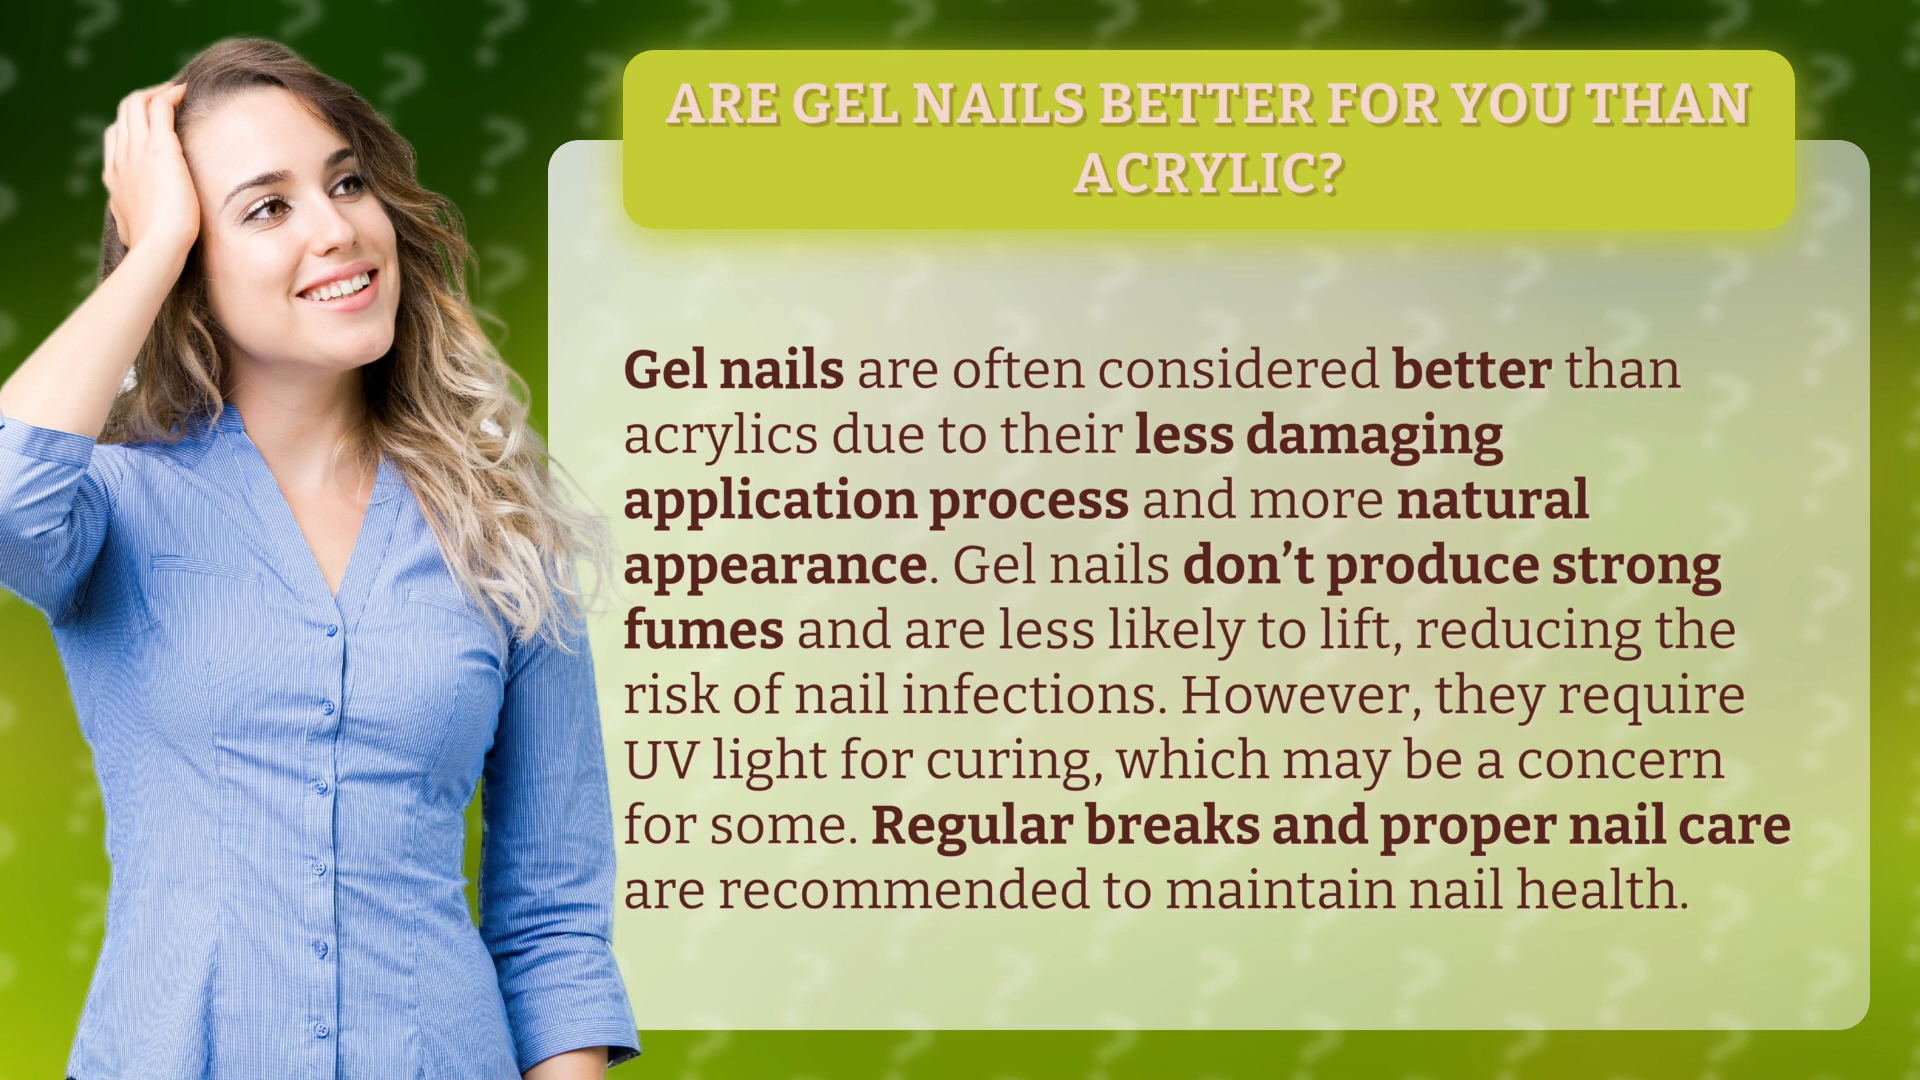 ARE GEL NAILS BETTER FOR YOU THAN
ACRYLIC?
Gel nails are often considered better than
acrylics due to their less damaging
application process and more natural
appearance. Gel nails don’t produce strong
fumes and are less likely to lift, reducing the
risk of nail infections. However, they require
UV light for curing, which may be a concern
for some. Regular breaks and proper nail care
are recommended to maintain nail health.